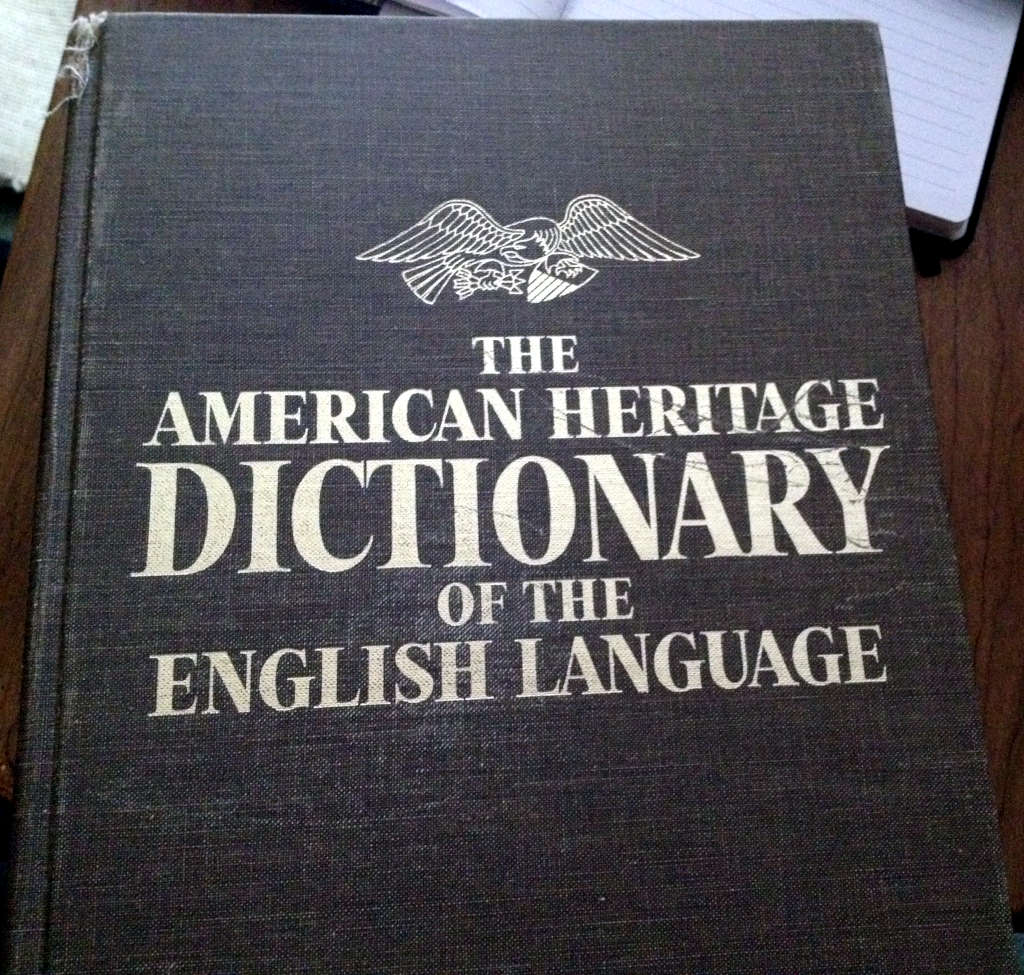 THE
AMERICAN HERITAGE
DICTIONARY
OF THE
ENGLISH LANGUAGE